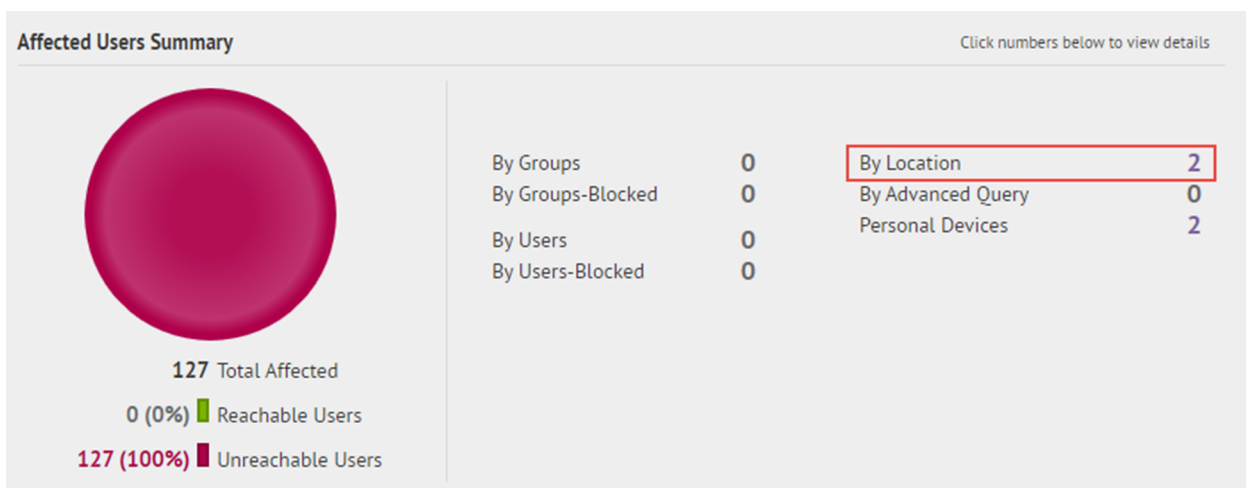 Affected Users Summary
Click numbers below to view details
127 Total Affected
0 (0%) Reachable Users
127 (100%) Unreachable Users
By Groups 0
By Groups-Blocked 0
By Users 0
By Users-Blocked 0
By Location 2
By Advanced Query 0
Personal Devices 2